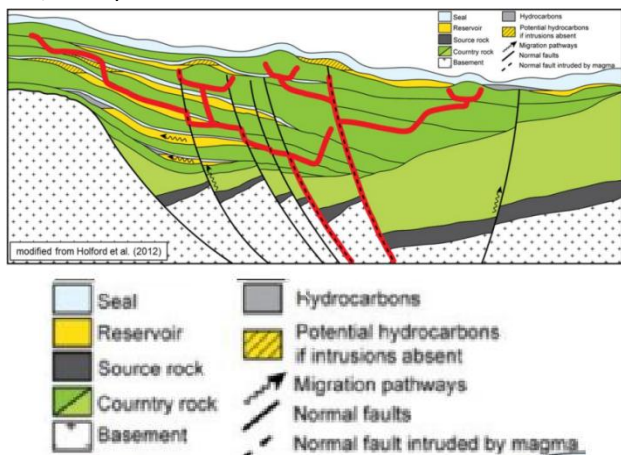 Seal
Reservoir
Source rock
Country rock
Basement
Hydrocarbons
Potential hydrocarbons
if intrusions absent
Migration pathways
Normal faults
Normal fault intruded by magma
modified from Holford et al. (2012)
Seal
Reservoir
Source rock
Country rock
Basement
Hydrocarbons
Potential hydrocarbons
if intrusions absent
Migration pathways
Normal faults
Normal fault intruded by magma